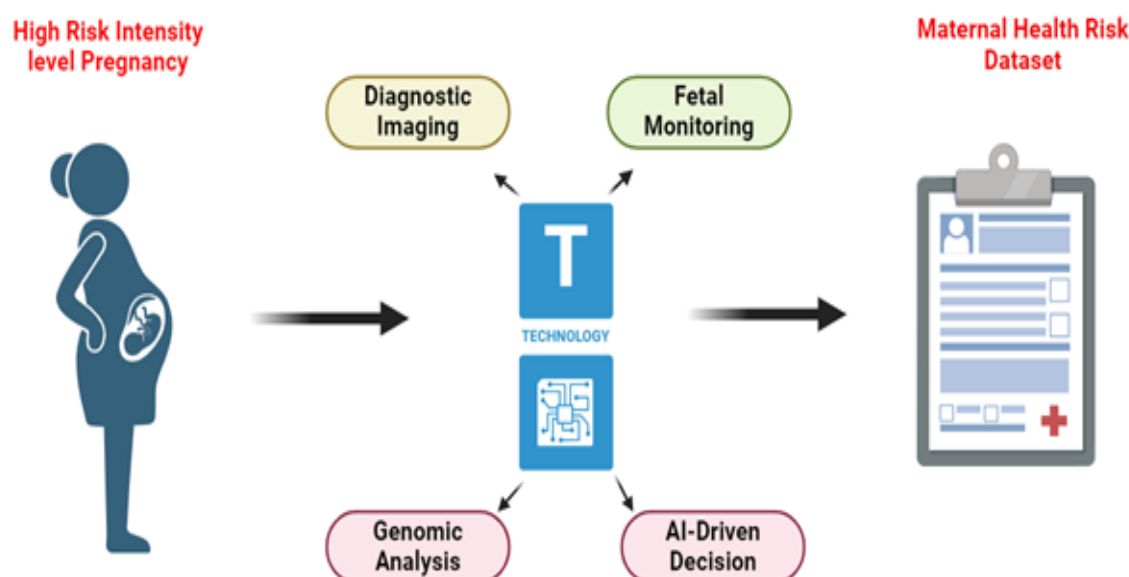 High Risk Intensity
level Pregnancy
Maternal Health Risk
Dataset
Diagnostic
Imaging
Fetal
Monitoring
T
TECHNOLOGY
Genomic
Analysis
AI-Driven
Decision